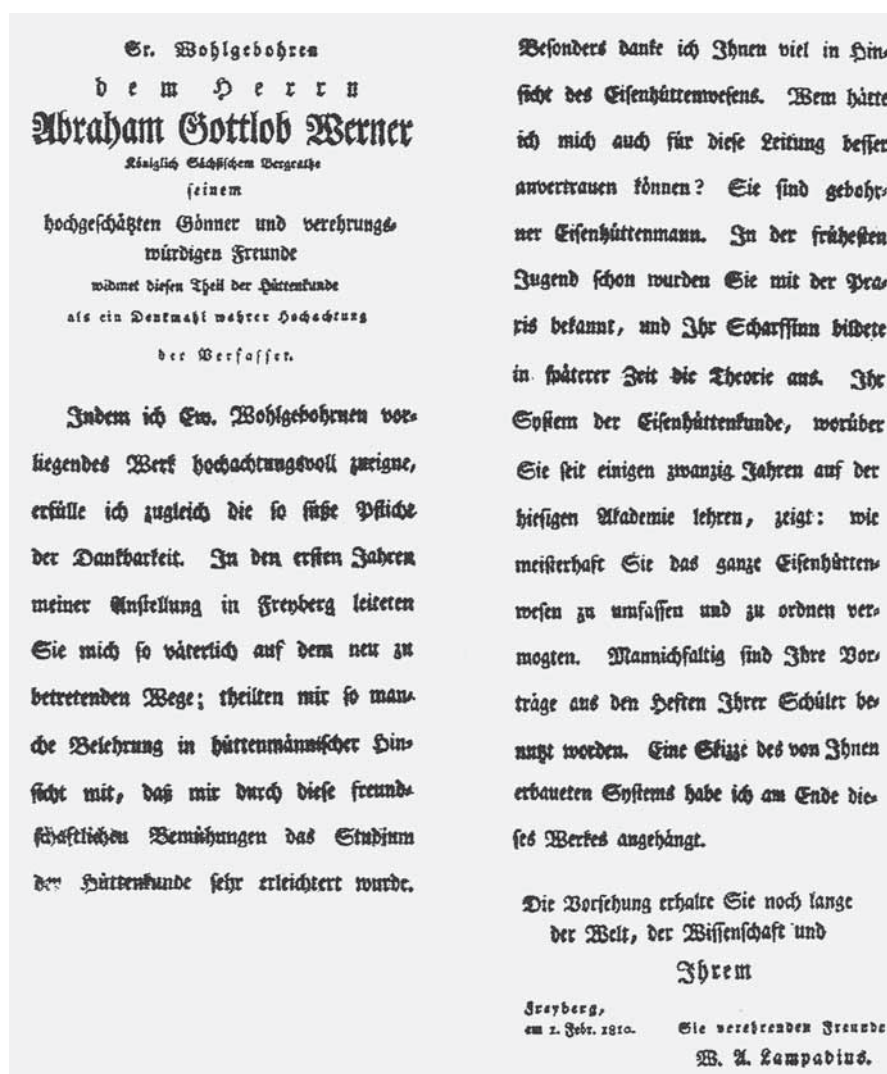 Sr. Wohlgebohren
dem Herrn
Abraham Gottlob Werner
Königlich Sächsischem Bergrathe
seinem
hochgeschätzten Gönner und verehrungs-
würdigen Freunde
widmet diesen Theil der Hüttenkunde
als ein Denkmahl wahrer Hochachtung
der Verfasser.
Indem ich Ew. Wohlgebohrnen vor-
liegendes Werk hochachtungsvoll zueigne,
erfülle ich zugleich die so süße Pflicht
der Dankbarkeit. In den ersten Jahren
meiner Anstellung in Freyberg leiteten
Sie mich so väterlich auf dem neu zu
betretenden Wege; theilten mir so man-
che Belehrung in hüttenmännischer Hin-
sicht mit, daß mir durch diese freund-
schaftlichen Bemühungen das Studium
der Hüttenkunde sehr erleichtert wurde.
Besonders danke ich Ihnen viel in Hin-
sicht des Eisenhüttenwesens. Wem hätte
ich mich auch für diese Leitung besser
anvertrauen können? Sie sind gebohr-
ner Eisenhüttenmann. In der frühesten
Jugend schon wurden Sie mit der Pra-
xis bekannt, und Ihr Scharfsinn bildete
in späterer Zeit die Theorie aus. Ihr
System der Eisenhüttenkunde, worüber
Sie seit einigen zwanzig Jahren auf der
hiesigen Akademie lehren, zeigt: wie
meisterhaft Sie das ganze Eisenhütten-
wesen zu umfassen und zu ordnen ver-
mogten. Mannichfaltig sind Ihre Vor-
träge aus den Heften Ihrer Schüler be-
nutzt worden. Eine Skizze des von Ihnen
erbaueten Systems habe ich am Ende die-
ses Werkes angehängt.
Die Vorsehung erhalte Sie noch lange
der Welt, der Wissenschaft und
Ihrem
Freyberg,
am 1. Febr. 1810. Sie verehrenden Freunde
W. A. Lampadius.